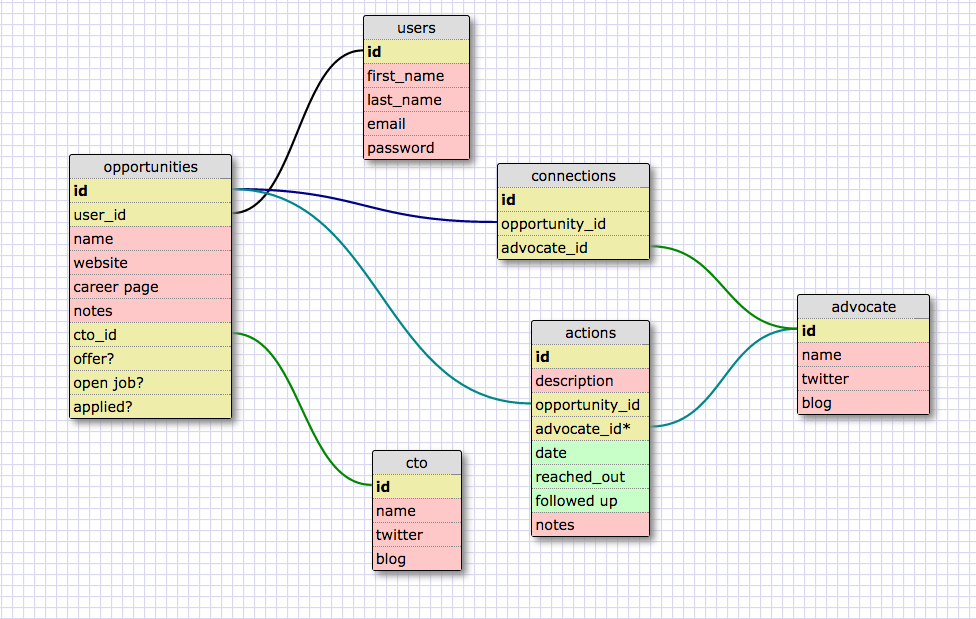 users
id
first_name
last_name
email
password
opportunities
id
user_id
name
website
career page
notes
cto_id
offer?
open job?
applied?
connections
id
opportunity_id
advocate_id
advocate
id
name
twitter
blog
actions
id
description
opportunity_id
advocate_id*
date
reached_out
followed up
notes
cto
id
name
twitter
blog